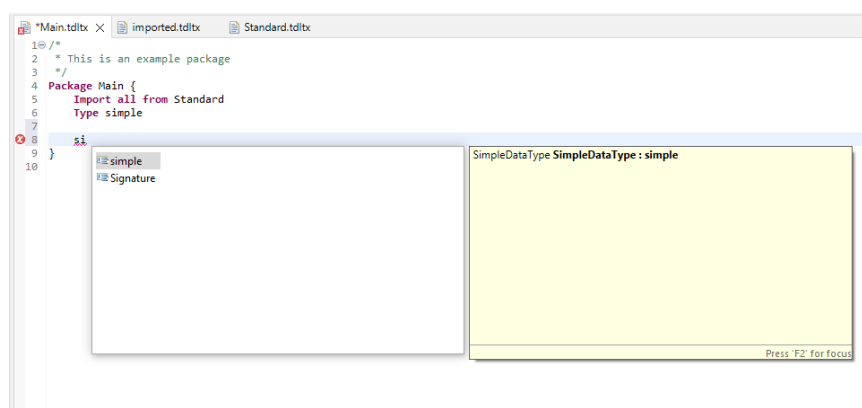 *Main.tdltx
imported.tdltx
Standard.tdltx
1 /*
2 * This is an example package
3 */
4 Package Main {
5 Import all from Standard
6 Type simple
7
8 si
9 }
10
simple
Signature
SimpleDataType SimpleDataType : simple
Press 'F2' for focus